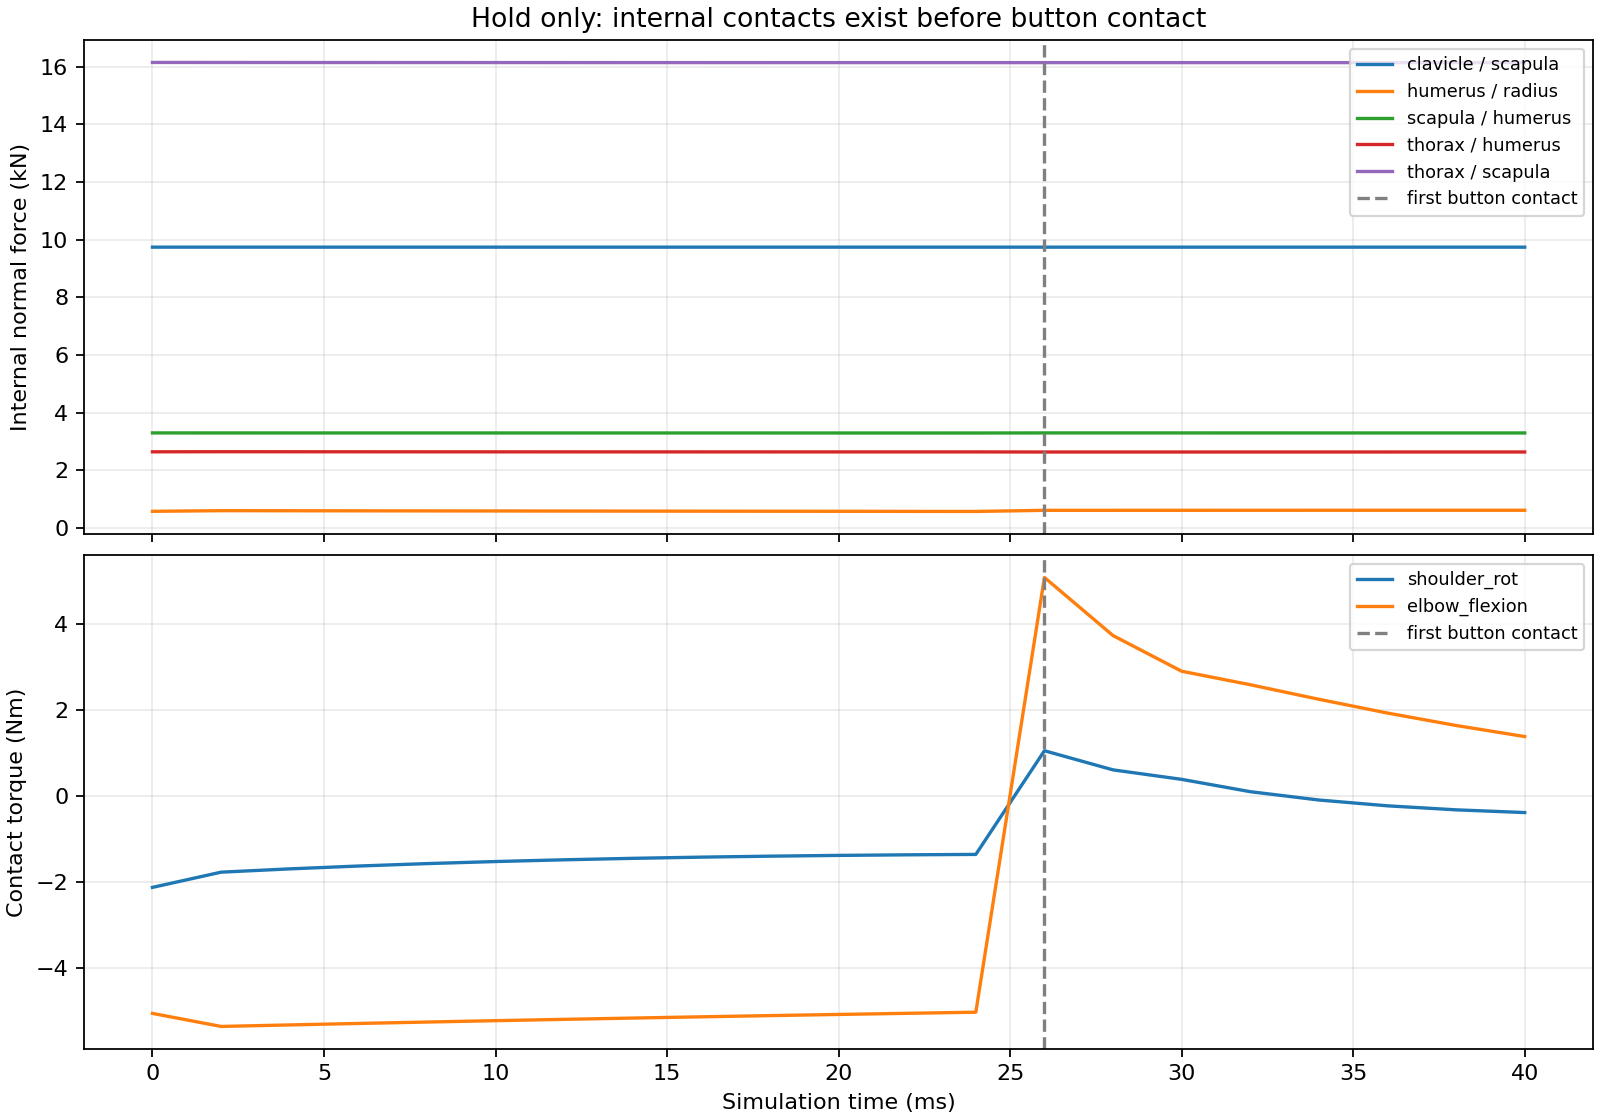 Hold only: internal contacts exist before button contact
Internal normal force (kN)
16
14
12
10
8
6
4
2
0
clavicle / scapula
humerus / radius
scapula / humerus
thorax / humerus
thorax / scapula
first button contact
Contact torque (Nm)
4
2
0
−2
−4
shoulder_rot
elbow_flexion
first button contact
0 5 10 15 20 25 30 35 40
Simulation time (ms)